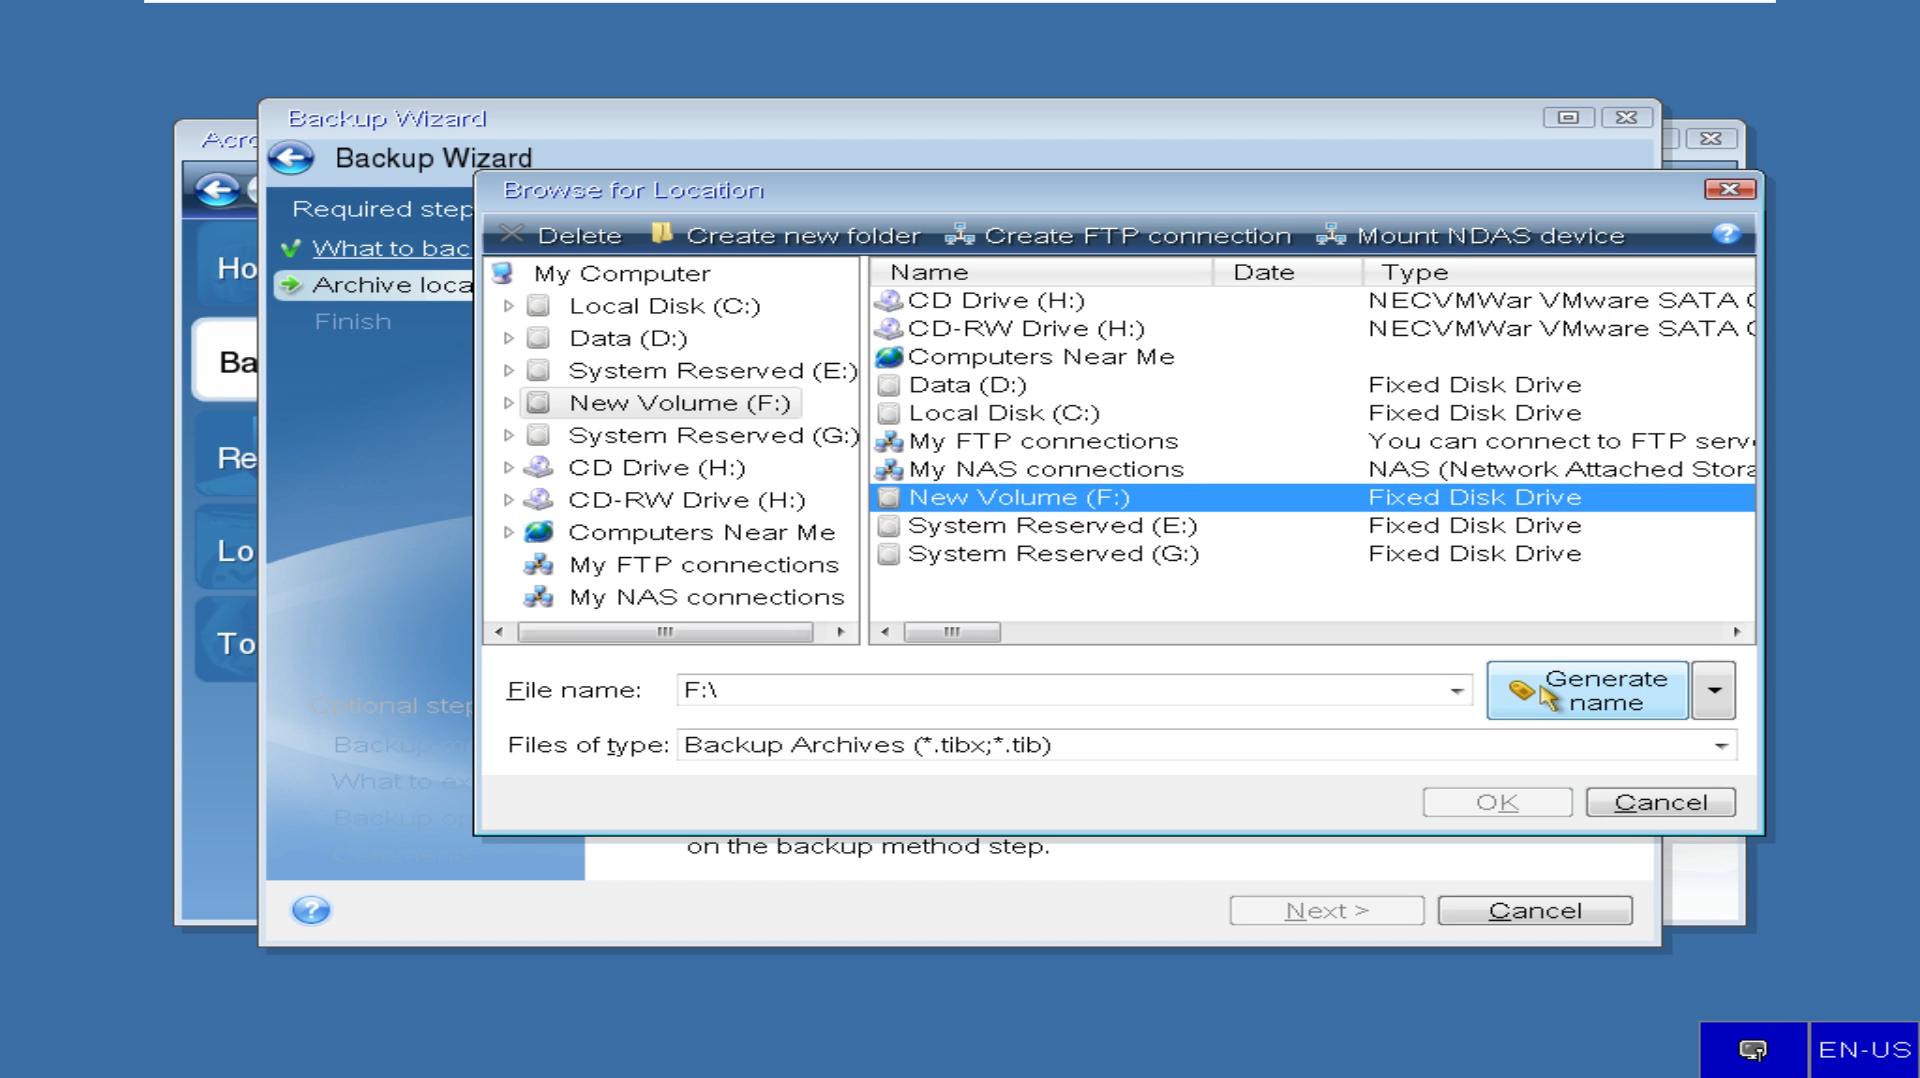 Backup Wizard
Acro
Backup Wizard
Browse for Location
Required step
Delete
Create new folder
Create FTP connection
Mount NDAS device
What to bac
Archive loca
Finish
Ho
Ba
Re
Lo
To
My Computer
Local Disk (C:)
Data (D:)
System Reserved (E:)
New Volume (F:)
System Reserved (G:)
CD Drive (H:)
CD-RW Drive (H:)
Computers Near Me
My FTP connections
My NAS connections
Name Date Type
CD Drive (H:) NECVMWar VMware SATA C
CD-RW Drive (H:) NECVMWar VMware SATA C
Computers Near Me
Data (D:) Fixed Disk Drive
Local Disk (C:) Fixed Disk Drive
My FTP connections You can connect to FTP serv
My NAS connections NAS (Network Attached Stora
New Volume (F:) Fixed Disk Drive
System Reserved (E:) Fixed Disk Drive
System Reserved (G:) Fixed Disk Drive
File name: F:\
Generate
name
Files of type: Backup Archives (*.tibx;*.tib)
OK Cancel
Optional step
Backup
What to ex
Backup op
on the backup method step.
Next > Cancel
EN-US